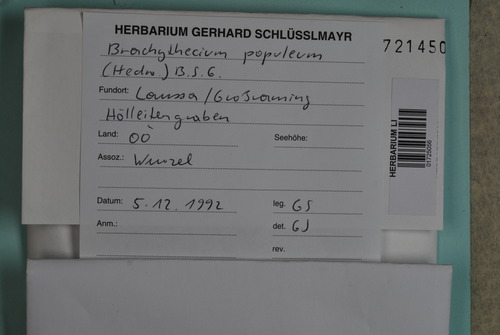 HERBARIUM GERHARD SCHLÜSSLMAYR
721450
Brachythecium populeum
(Hedw.) B.S.G.
Fundort: Laussa/Großraming
Hölleitengraben
Land: OÖ Seehöhe:
Assoz.: Wurzel
Datum: 5.12.1992 leg. GS
Anm.: det. GS
rev.
HERBARIUM LI